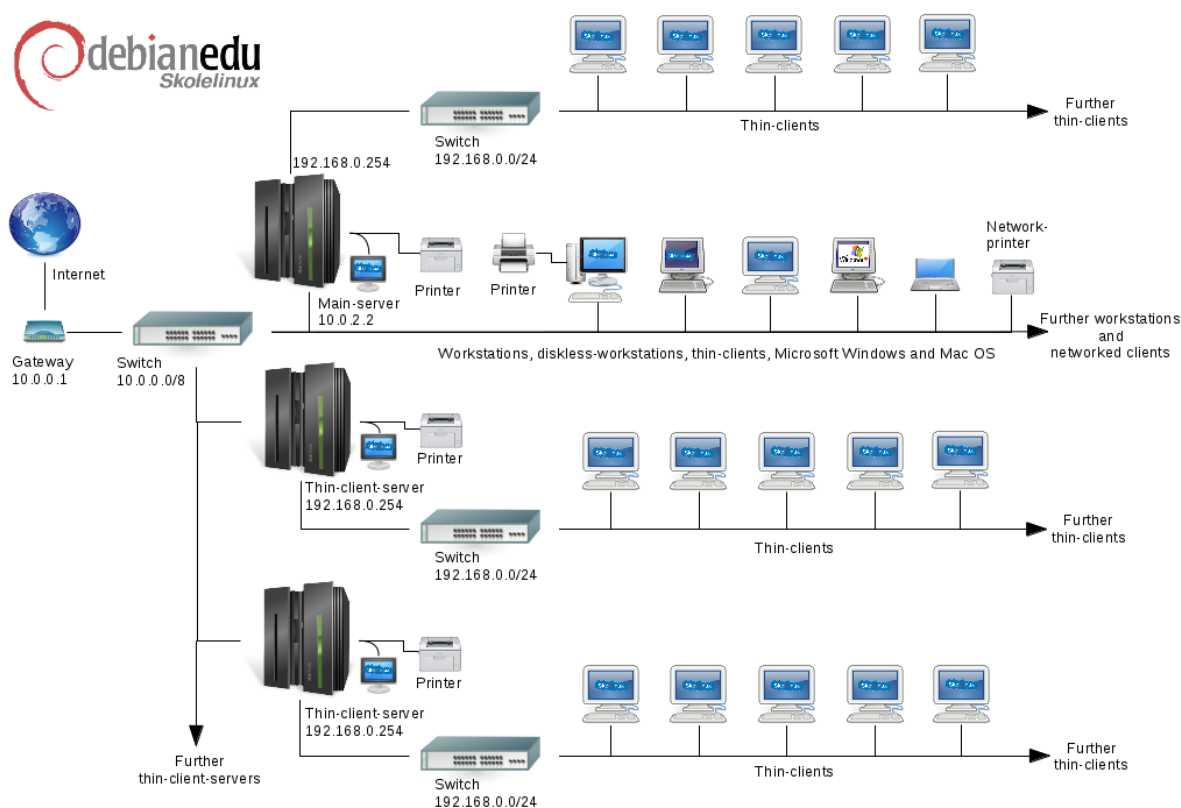 debianedu
Skolelinux
Further
thin-clients
Thin-clients
Switch
192.168.0.0/24
192.168.0.254
Internet
Main-server
10.0.2.2
Printer
Printer
Network-
printer
Windows
Gateway
10.0.0.1
Switch
10.0.0.0/8
Workstations, diskless-workstations, thin-clients, Microsoft Windows and Mac OS
Further workstations
and
networked clients
Printer
Thin-client-server
192.168.0.254
Switch
192.168.0.0/24
Thin-clients
Further
thin-clients
Printer
Thin-client-server
192.168.0.254
Switch
192.168.0.0/24
Thin-clients
Further
thin-clients
Further
thin-client-servers